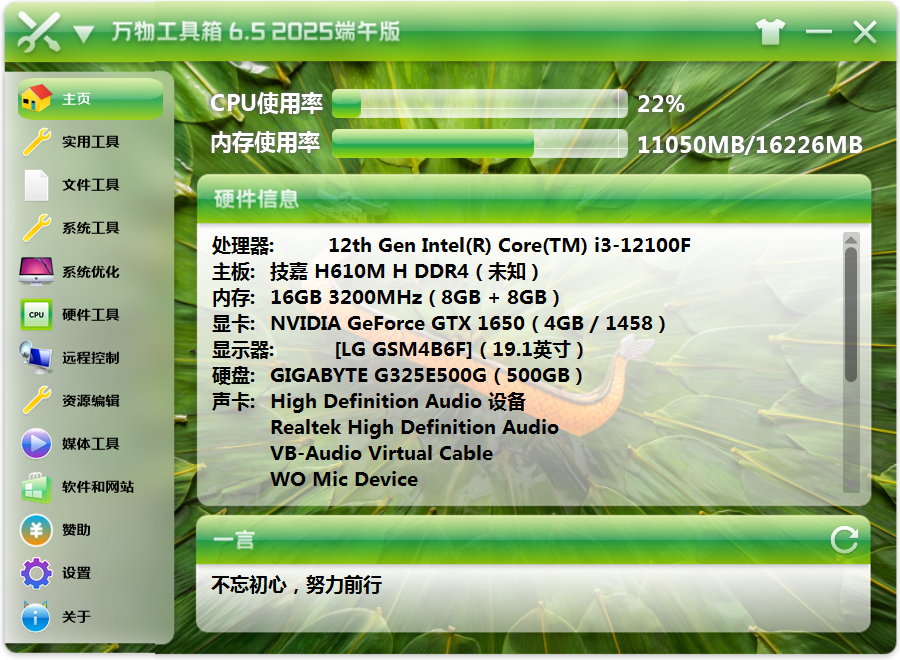 万物工具箱 6.5 2025端午版
主页
实用工具
文件工具
系统工具
系统优化
CPU
硬件工具
远程控制
资源编辑
媒体工具
软件和网站
赞助
设置
关于
CPU使用率 22%
内存使用率 11050MB/16226MB
硬件信息
处理器: 12th Gen Intel(R) Core(TM) i3-12100F
主板: 技嘉 H610M H DDR4 ( 未知 )
内存: 16GB 3200MHz ( 8GB + 8GB )
显卡: NVIDIA GeForce GTX 1650 ( 4GB / 1458 )
显示器: [LG GSM4B6F] ( 19.1英寸 )
硬盘: GIGABYTE G325E500G ( 500GB )
声卡: High Definition Audio 设备
Realtek High Definition Audio
VB-Audio Virtual Cable
WO Mic Device
一言
不忘初心，努力前行